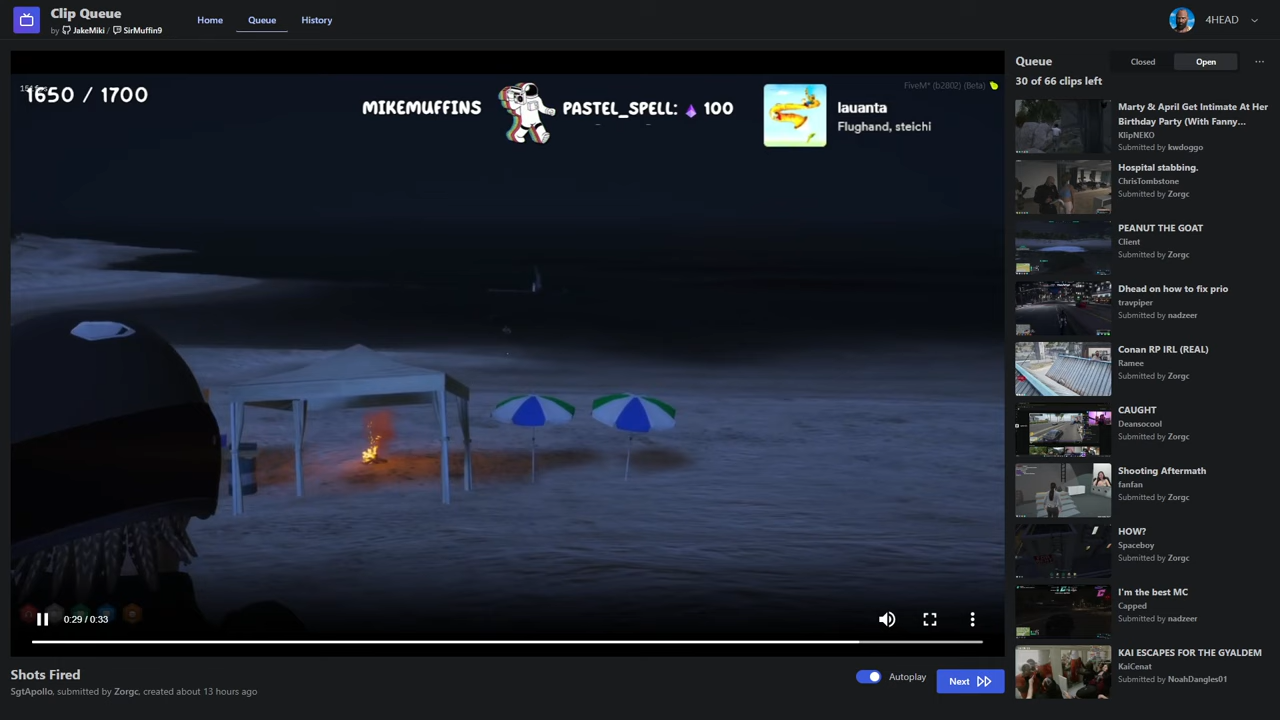 Clip Queue
by JakeMiki / SirMuffin9
Home
Queue
History
4HEAD
1650 / 1700
MIKEMUFFINS
PASTEL_SPELL: 100
lauanta
Flughand, steichi
FiveM* (b2802) (Beta)
0:29 / 0:33
Shots Fired
SgtApollo, submitted by Zorgc, created about 13 hours ago
Autoplay
Next
Queue
Closed
Open
30 of 66 clips left
Marty & April Get Intimate At Her
Birthday Party (With Fanny...
KlipNEKO
Submitted by kwdoggo
Hospital stabbing.
ChrisTombstone
Submitted by Zorgc
PEANUT THE GOAT
Client
Submitted by Zorgc
Dhead on how to fix prio
travpiper
Submitted by nadzeer
Conan RP IRL (REAL)
Ramee
Submitted by Zorgc
CAUGHT
Deansocool
Submitted by Zorgc
Shooting Aftermath
fanfan
Submitted by Zorgc
HOW?
Spaceboy
Submitted by Zorgc
I'm the best MC
Capped
Submitted by nadzeer
KAI ESCAPES FOR THE GYALDEM
KaiCenat
Submitted by NoahDangles01